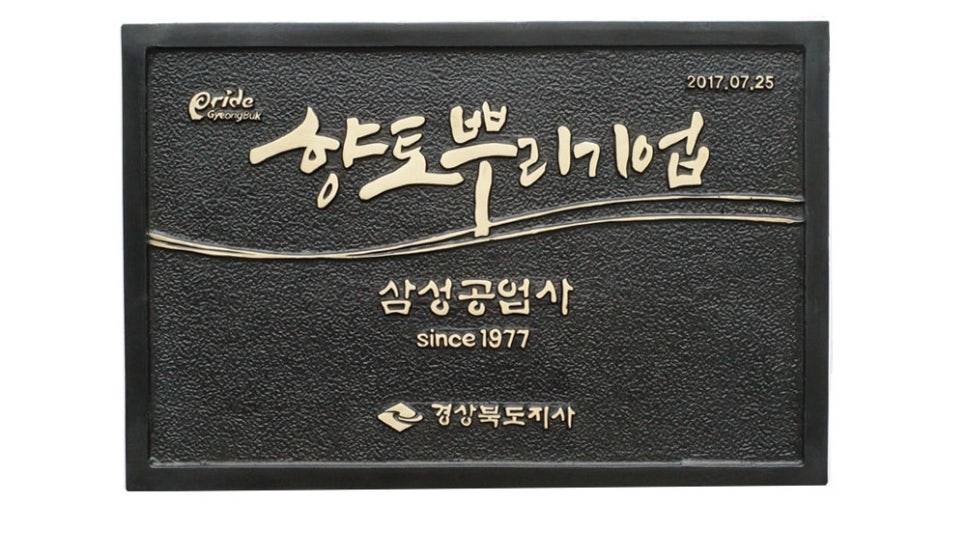 Pride
GyeongBuk
2017.07.25
향토뿌리기업
삼성공업사
since 1977
경상북도지사